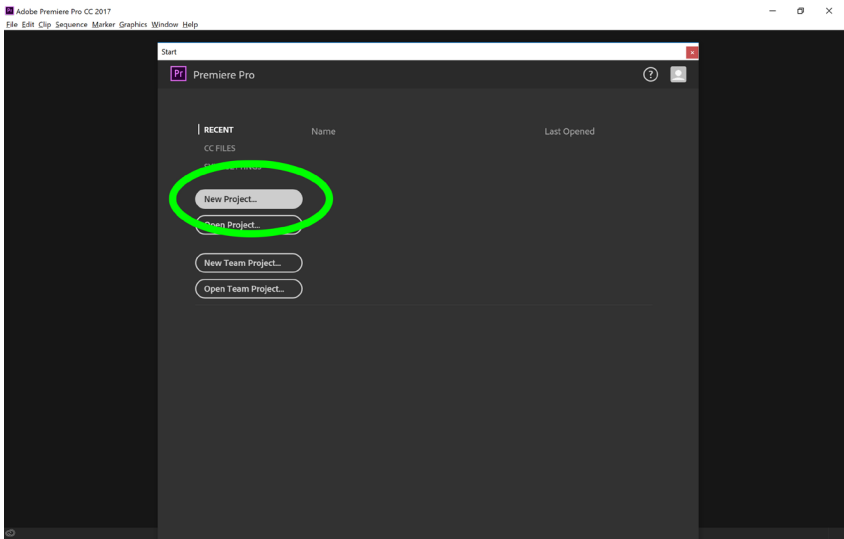 Adobe Premiere Pro CC 2017
File Edit Clip Sequence Marker Graphics Window Help
Start
Pr Premiere Pro ?
RECENT Name Last Opened
CC FILES
New Project...
Open Project...
New Team Project...
Open Team Project...